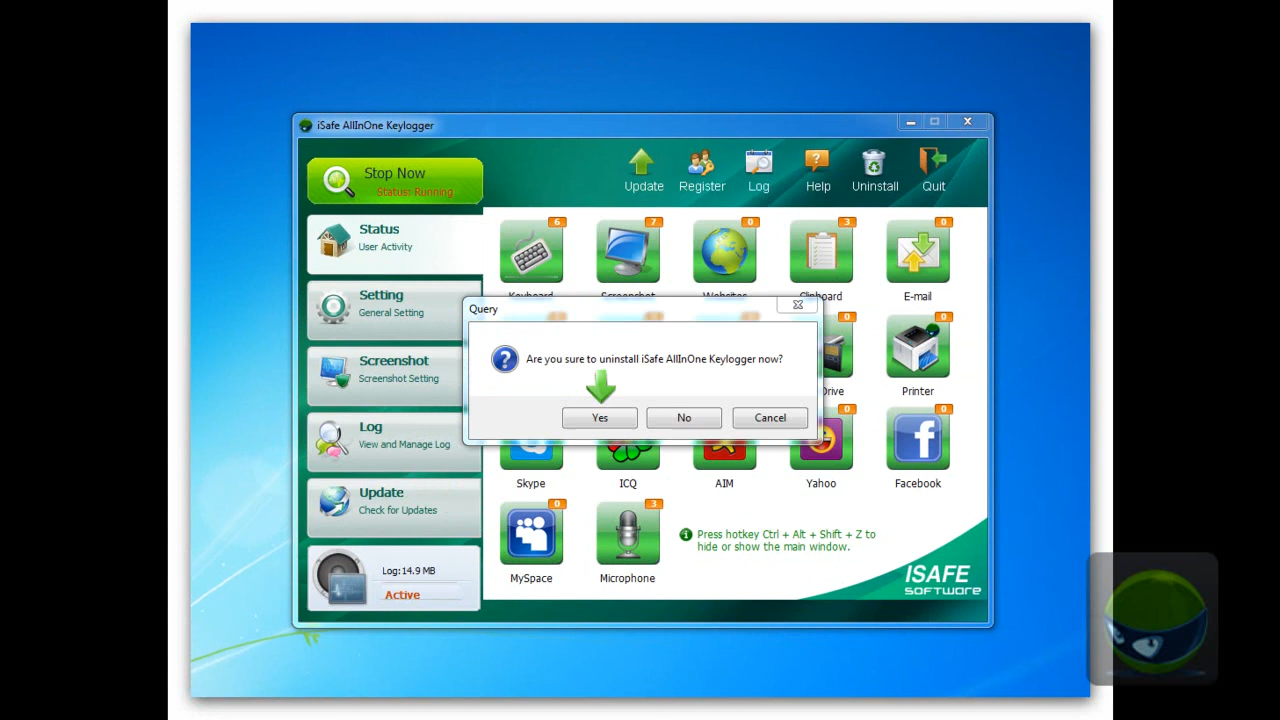 iSafe AllInOne Keylogger
Stop Now
Status: Running
Update
Register
Log
Help
Uninstall
Quit
Status
User Activity
Setting
General Setting
Screenshot
Screenshot Setting
Log
View and Manage Log
Update
Check for Updates
Log:14.9 MB
Active
6
7
0
3
0
E-mail
Query
Are you sure to uninstall iSafe AllInOne Keylogger now?
Yes
No
Cancel
0
0
Drive
Printer
0
0
Skype
ICQ
AIM
Yahoo
Facebook
0
3
MySpace
Microphone
Press hotkey Ctrl + Alt + Shift + Z to
hide or show the main window.
ISAFE
SOFTWARE